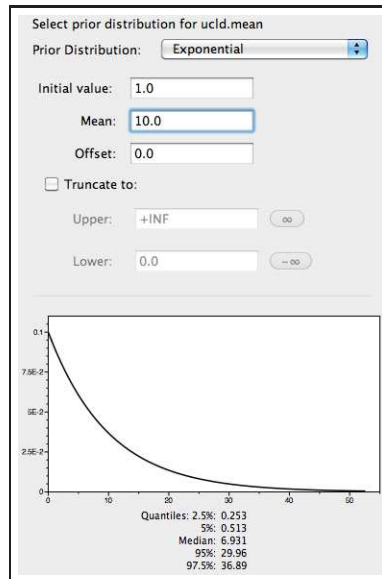 Select prior distribution for ucld.mean
Prior Distribution: Exponential
Initial value: 1.0
Mean: 10.0
Offset: 0.0
Truncate to:
Upper: +INF ∞
Lower: 0.0 -∞
0.1
7.5E-2
5E-2
2.5E-2
0
0 10 20 30 40 50
Quantiles: 2.5%: 0.253
5%: 0.513
Median: 6.931
95%: 29.96
97.5%: 36.89